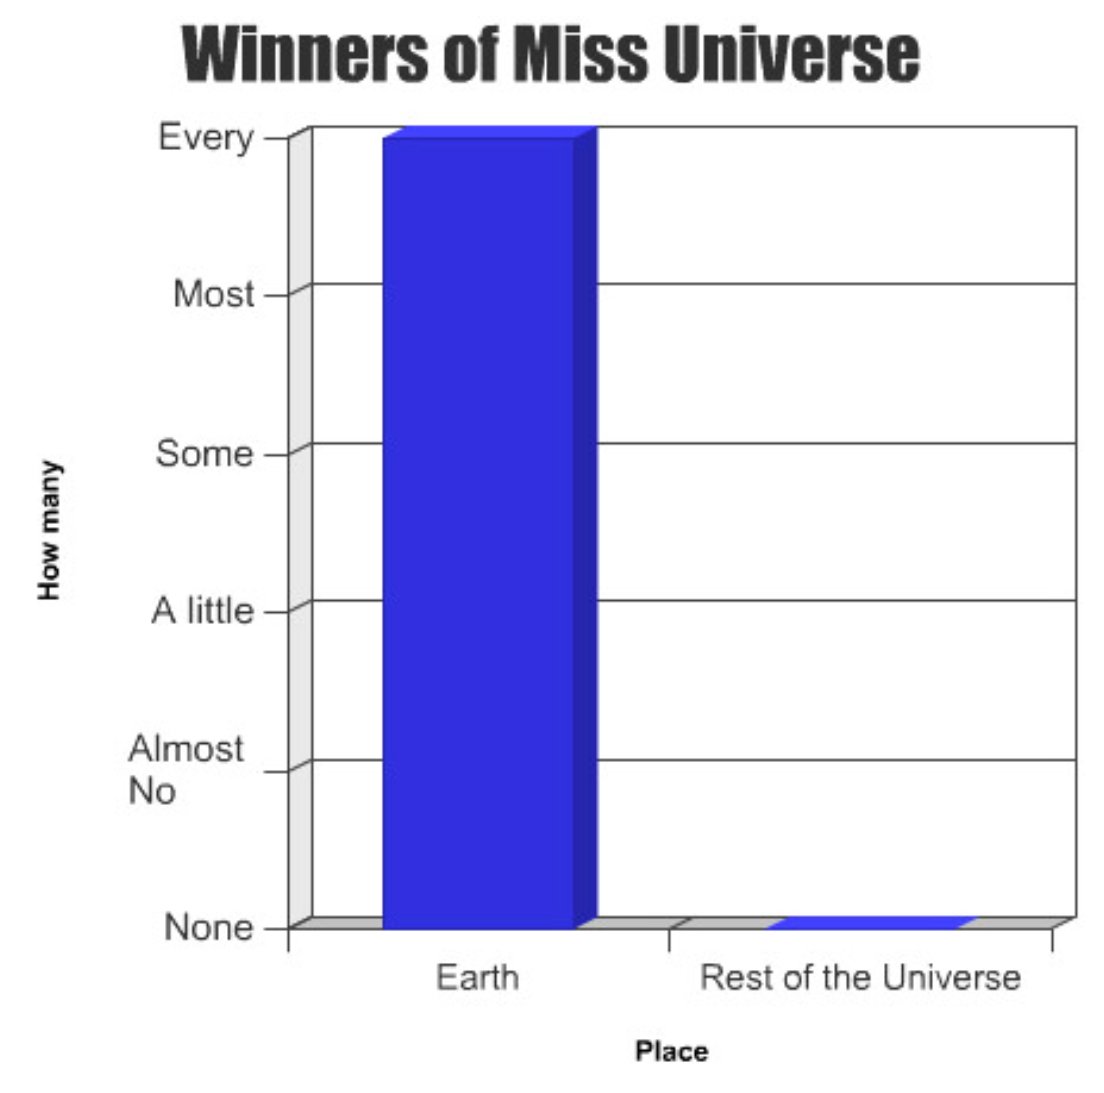 Winners of Miss Universe
Every
Most
Some
A little
Almost
No
None
How many
Earth
Rest of the Universe
Place